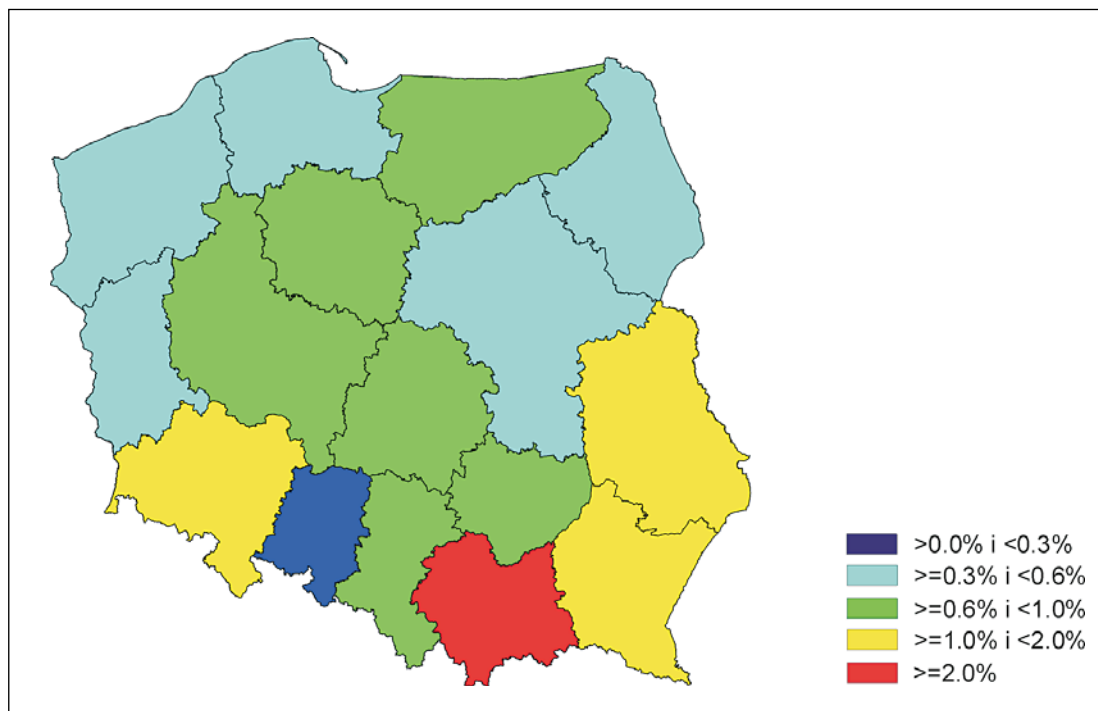 >0.0% i <0.3%
>=0.3% i <0.6%
>=0.6% i <1.0%
>=1.0% i <2.0%
>=2.0%